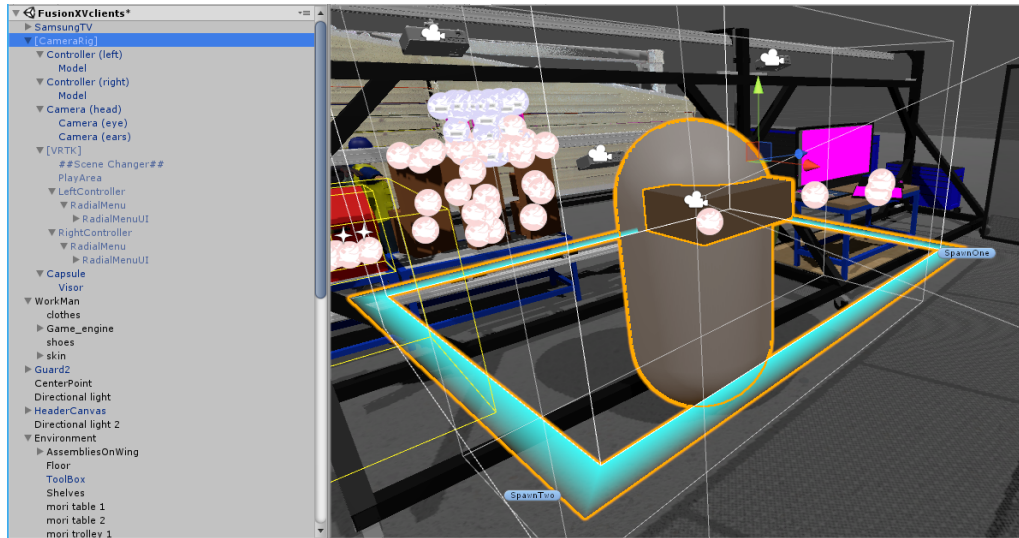 FusionXVclients*
SamsungTV
[CameraRig]
Controller (left)
Model
Controller (right)
Model
Camera (head)
Camera (eye)
Camera (ears)
[VRTK]
##Scene Changer##
PlayArea
LeftController
RadialMenu
RadialMenuUI
RightController
RadialMenu
RadialMenuUI
Capsule
Visor
WorkMan
clothes
Game_engine
shoes
skin
Guard2
CenterPoint
Directional light
HeaderCanvas
Directional light 2
Environment
AssembliesOnWing
Floor
ToolBox
Shelves
mori table 1
mori table 2
mori trolley 1
SpawnOne
SpawnTwo